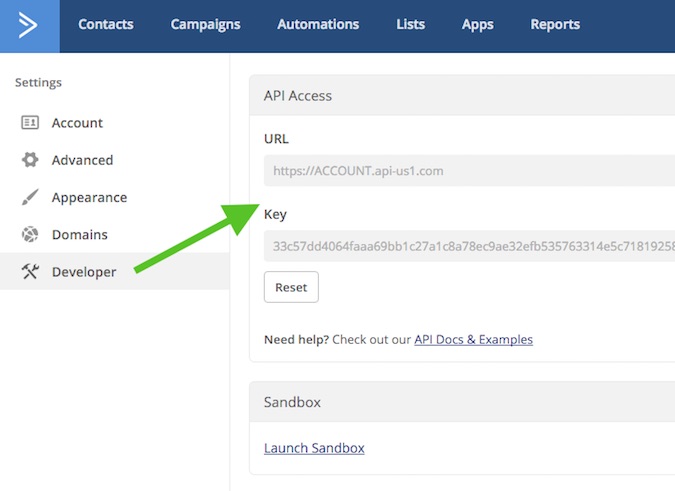 Contacts Campaigns Automations Lists Apps Reports
Settings
Account
Advanced
Appearance
Domains
Developer
API Access
URL
https://ACCOUNT.api-us1.com
Key
33c57dd4064faaa69bb1c27a1c8a78ec9ae32efb535763314e5c71819258
Reset
Need help? Check out our API Docs & Examples
Sandbox
Launch Sandbox